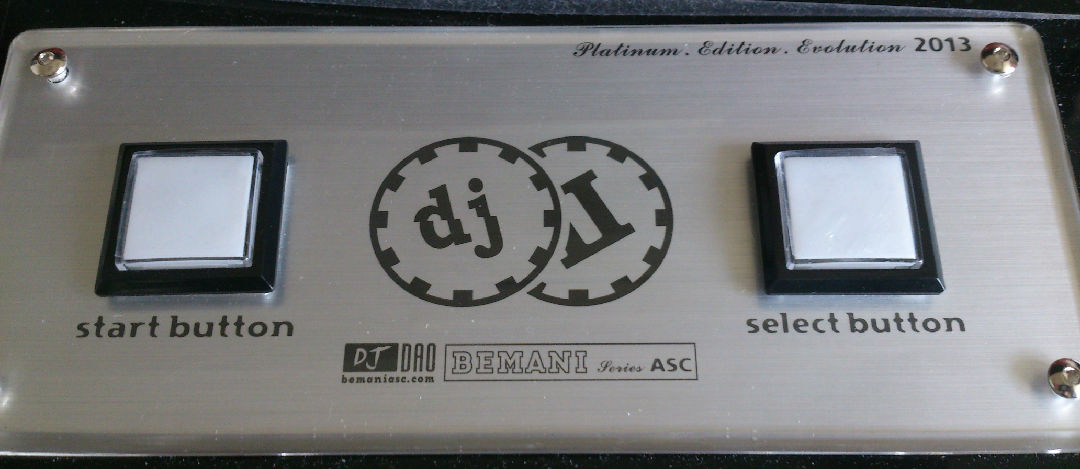 Platinum. Edition. Evolution 2013
dj
start button
select button
DJ DAO BEMANI Series ASC
bemaniasc.com